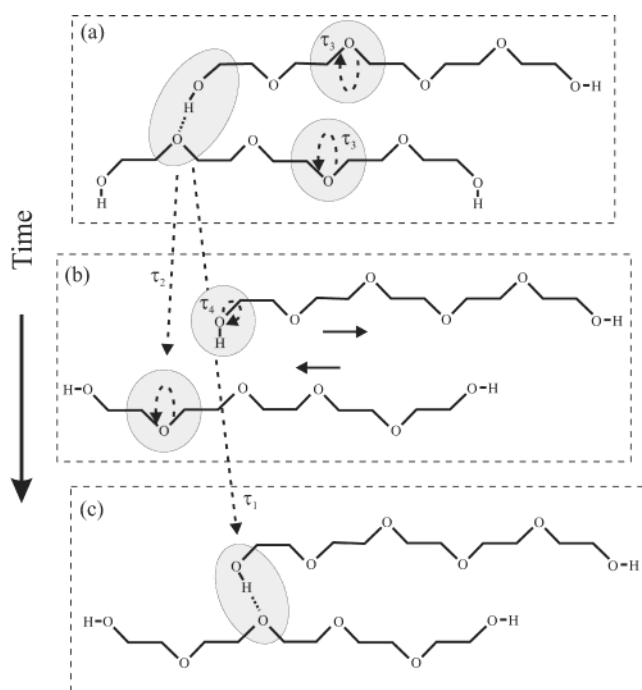 (a)
τ3
O O
O O O O-H
H
O O τ3 O
O O O
H H
Time
τ2
(b)
O O
τ4
O O O O-H
H
H-O O O O-H
O O
τ1
(c)
O O
O O O O-H
H
H-O O O O-H
O O